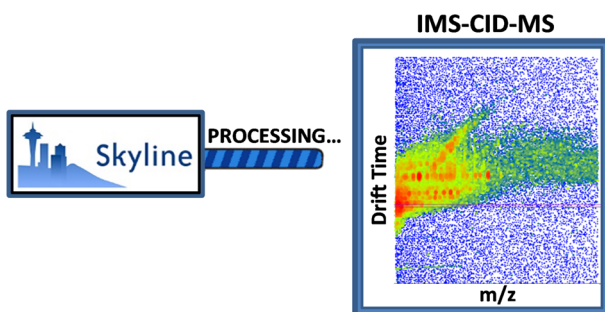 IMS-CID-MS
Skyline
PROCESSING...
Drift Time
m/z